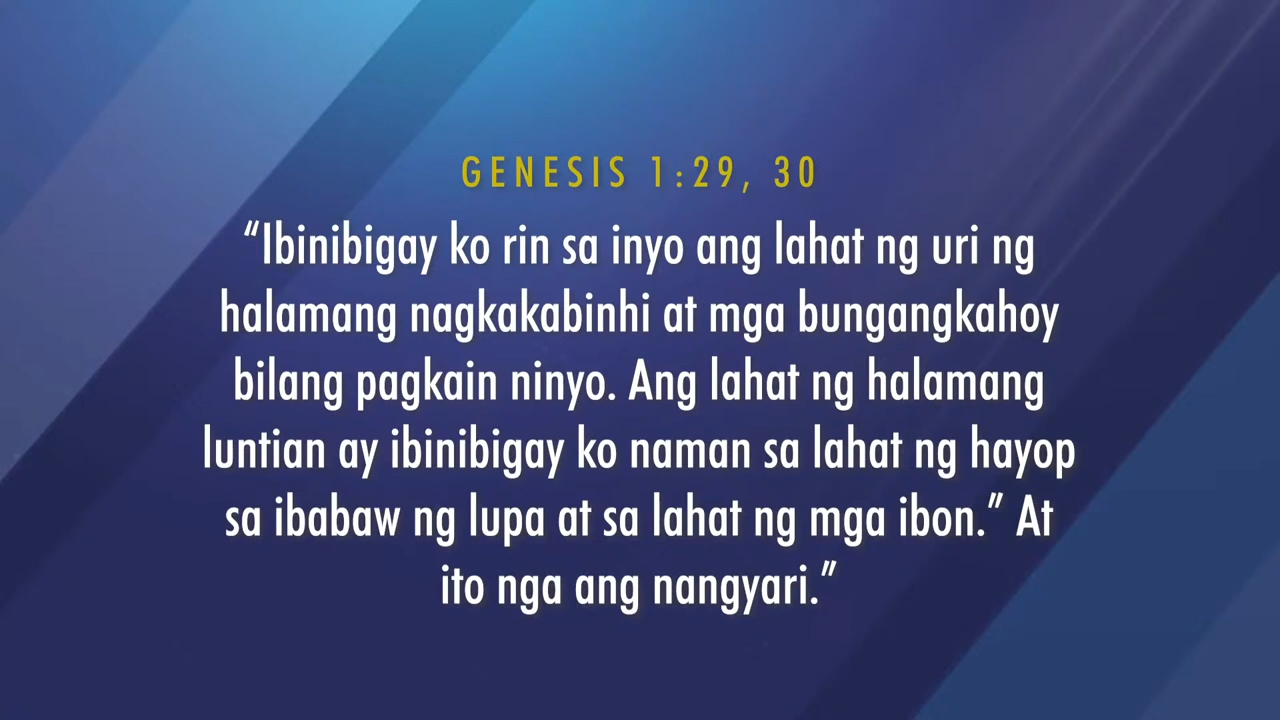 GENESIS 1:29, 30
“Ibinibigay ko rin sa inyo ang lahat ng uri ng
halamang nagkakabinhi at mga bungangkahoy
bilang pagkain ninyo. Ang lahat ng halamang
luntian ay ibinibigay ko naman sa lahat ng hayop
sa ibabaw ng lupa at sa lahat ng mga ibon.” At
ito nga ang nangyari.”